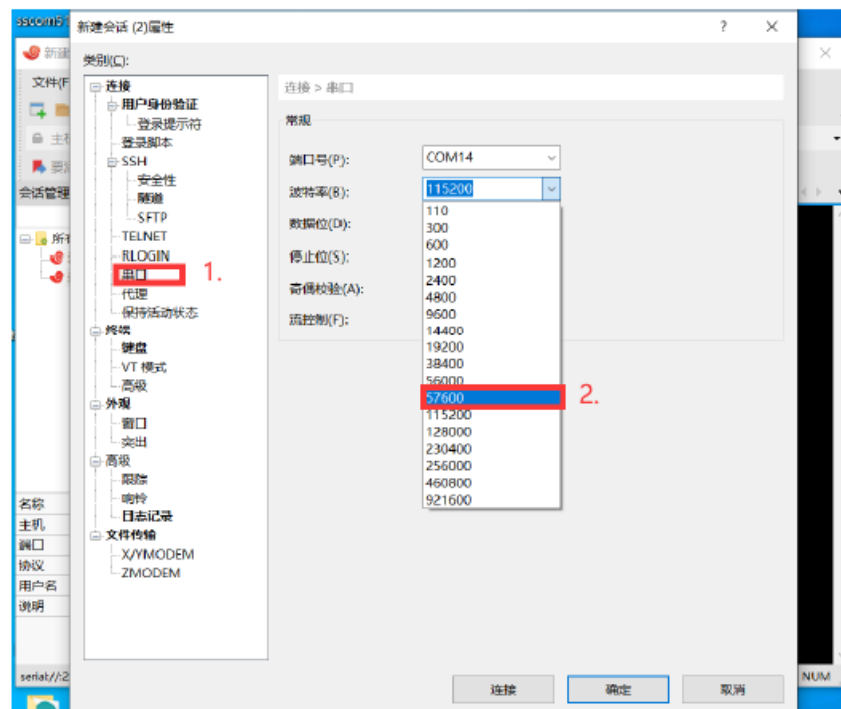 sscom5
新建会话 (2)属性
?
×
新建
文件(F
主机
要添
会话管理
所有
名称
主机
端口
协议
用户名
说明
serial://:2
NUM
类别(C):
连接
用户身份验证
登录提示符
登录脚本
SSH
安全性
隧道
SFTP
TELNET
RLOGIN
串口
1.
代理
保持活动状态
终端
键盘
VT 模式
高级
外观
窗口
突出
高级
跟踪
响铃
日志记录
文件传输
X/YMODEM
ZMODEM
连接 > 串口
常规
端口号(P):
COM14
波特率(B):
115200
数据位(D):
停止位(S):
奇偶校验(A):
流控制(F):
110
300
600
1200
2400
4800
9600
14400
19200
38400
56000
57600
2.
115200
128000
230400
256000
460800
921600
连接
确定
取消